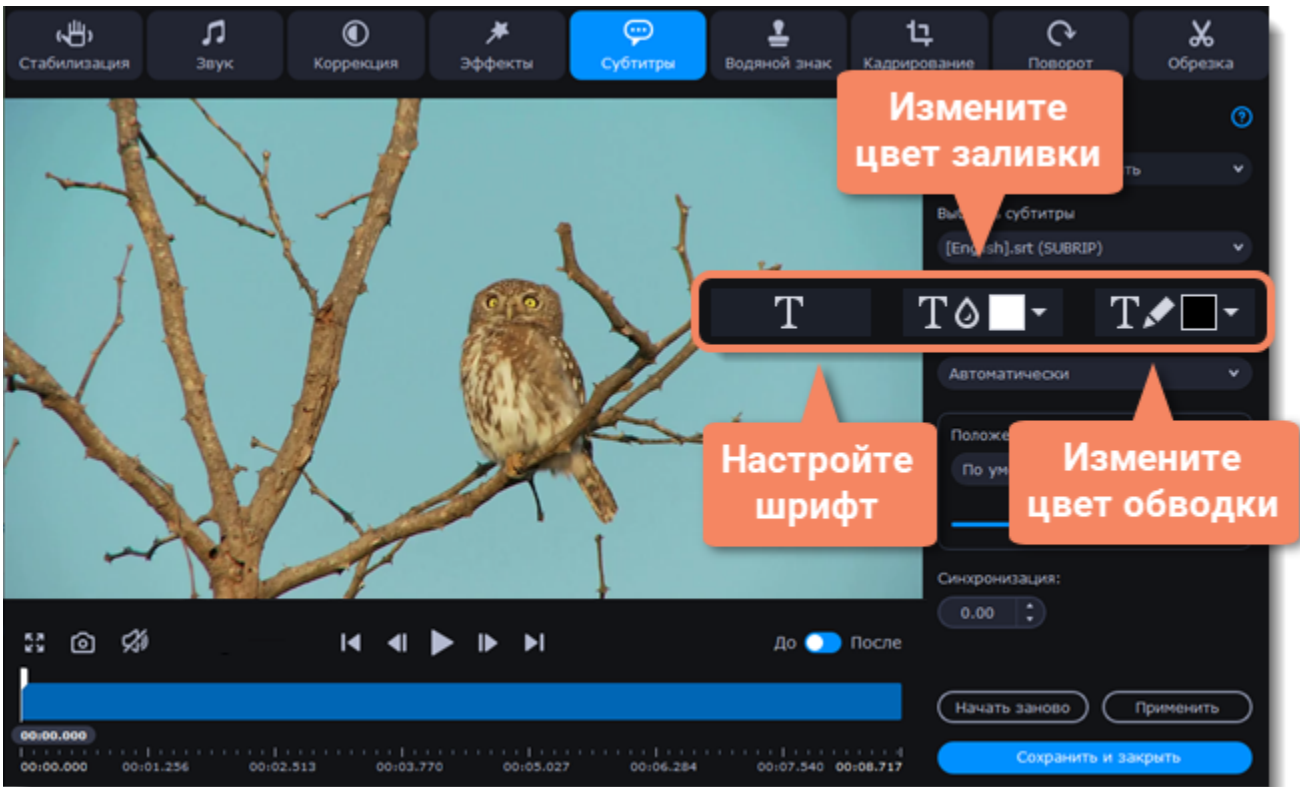 Стабилизация
Звук
Коррекция
Эффекты
Субтитры
Водяной знак
Кадрирование
Поворот
Обрезка
Измените
цвет заливки
субтитры
[English].srt (SUBRIP)
T
T
T
Автоматически
Настройте
шрифт
Измените
цвет обводки
Синхронизация:
0.00
До
После
Начать заново
Применить
00:00.000
00:00.000 00:01.256 00:02.513 00:03.770 00:05.027 00:06.284 00:07.540 00:08.717
Сохранить и закрыть